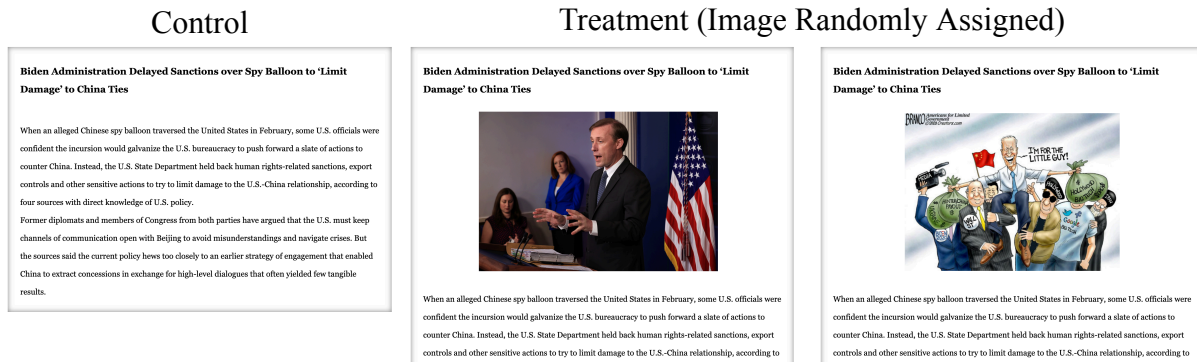 Control
Treatment (Image Randomly Assigned)
Biden Administration Delayed Sanctions over Spy Balloon to ‘Limit
Damage’ to China Ties
When an alleged Chinese spy balloon traversed the United States in February, some U.S. officials were
confident the incursion would galvanize the U.S. bureaucracy to push forward a slate of actions to
counter China. Instead, the U.S. State Department held back human rights-related sanctions, export
controls and other sensitive actions to try to limit damage to the U.S.-China relationship, according to
four sources with direct knowledge of U.S. policy.
Former diplomats and members of Congress from both parties have argued that the U.S. must keep
channels of communication open with Beijing to avoid misunderstandings and navigate crises. But
the sources said the current policy hews too closely to an earlier strategy of engagement that enabled
China to extract concessions in exchange for high-level dialogues that often yielded few tangible
results.
Biden Administration Delayed Sanctions over Spy Balloon to ‘Limit
Damage’ to China Ties
When an alleged Chinese spy balloon traversed the United States in February, some U.S. officials were
confident the incursion would galvanize the U.S. bureaucracy to push forward a slate of actions to
counter China. Instead, the U.S. State Department held back human rights-related sanctions, export
controls and other sensitive actions to try to limit damage to the U.S.-China relationship, according to
Biden Administration Delayed Sanctions over Spy Balloon to ‘Limit
Damage’ to China Ties
BRANCO
Americans for Limited
Government
I'M FOR THE
LITTLE GUY!
HOLLYWOOD
Google
When an alleged Chinese spy balloon traversed the United States in February, some U.S. officials were
confident the incursion would galvanize the U.S. bureaucracy to push forward a slate of actions to
counter China. Instead, the U.S. State Department held back human rights-related sanctions, export
controls and other sensitive actions to try to limit damage to the U.S.-China relationship, according to